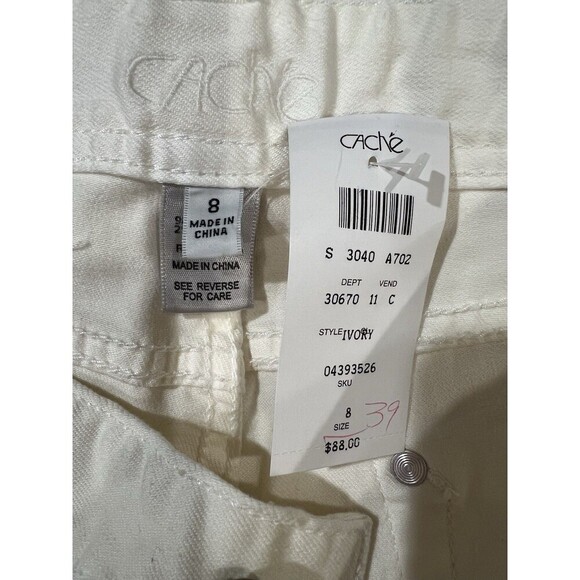 CAChé
8
MADE IN
CHINA
MADE IN CHINA
SEE REVERSE
FOR CARE
CAChé
S 3040 A702
DEPT VEND
30670 11 C
STYLE IVORY
04393526
SKU
8 39
SIZE
$88.00